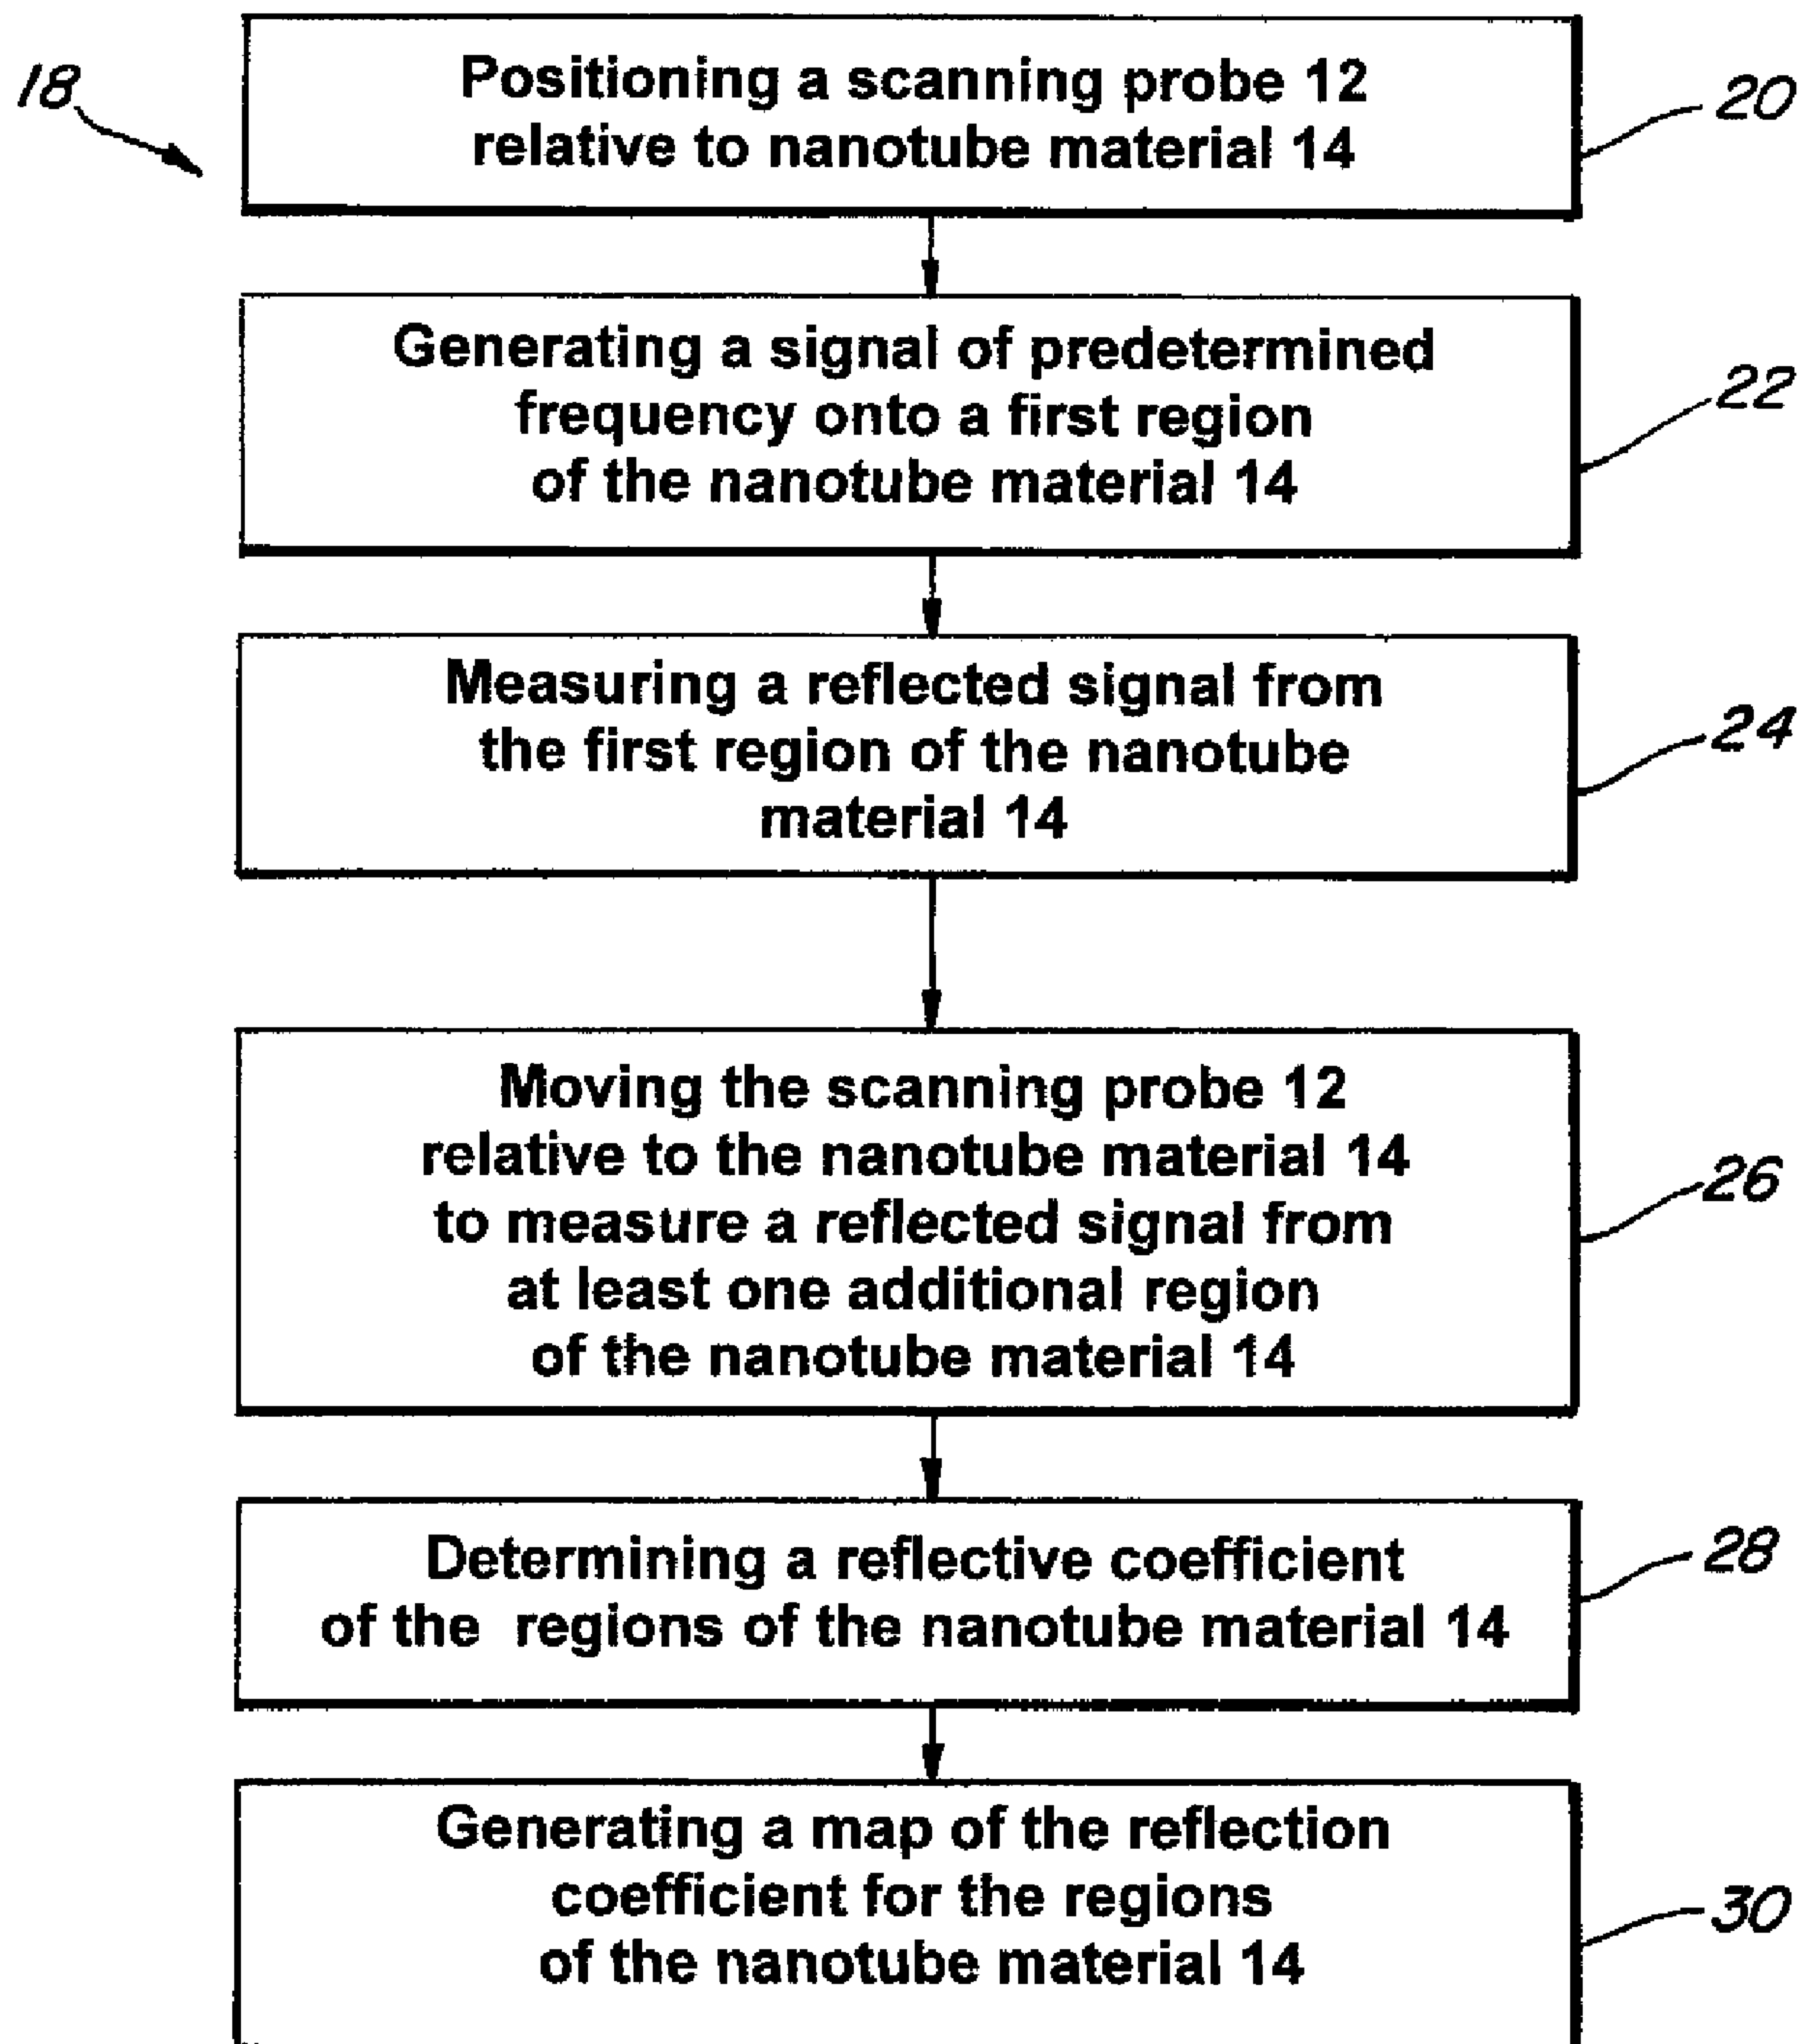 18
Positioning a scanning probe 12
relative to nanotube material 14
20
Generating a signal of predetermined
frequency onto a first region
of the nanotube material 14
22
Measuring a reflected signal from
the first region of the nanotube
material 14
24
Moving the scanning probe 12
relative to the nanotube material 14
to measure a reflected signal from
at least one additional region
of the nanotube material 14
26
Determining a reflective coefficient
of the regions of the nanotube material 14
28
Generating a map of the reflection
coefficient for the regions
of the nanotube material 14
30